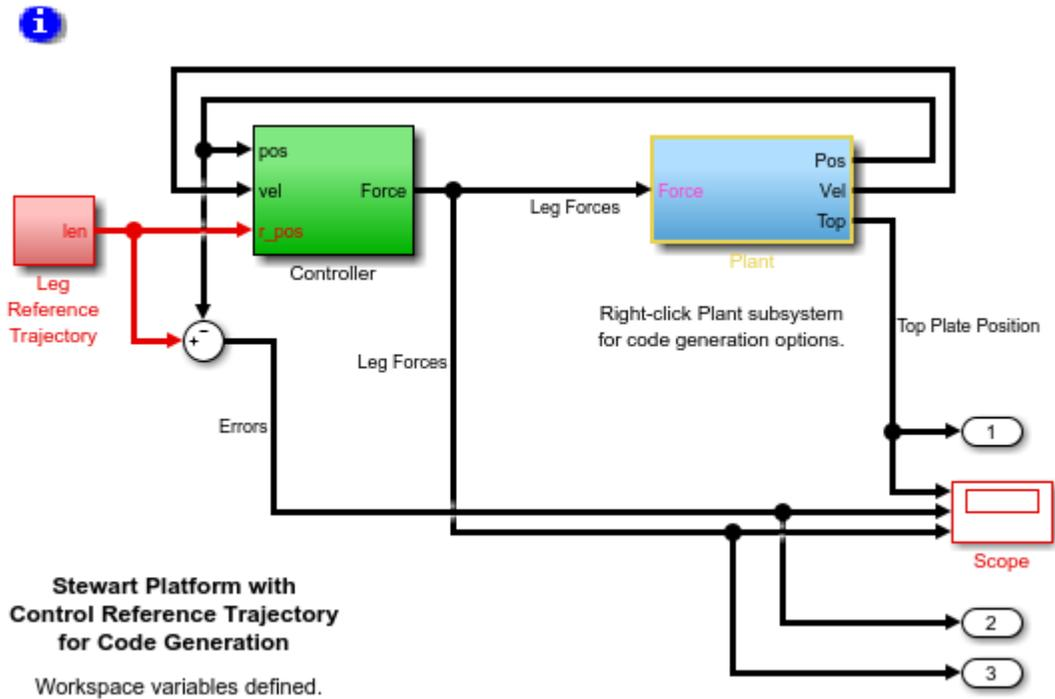 i
pos
vel
Force
r_pos
Controller
len
Leg
Reference
Trajectory
Leg Forces
Force
Pos
Vel
Top
Plant
Right-click Plant subsystem
for code generation options.
Top Plate Position
−
+
Leg Forces
Errors
1
Scope
2
3
Stewart Platform with
Control Reference Trajectory
for Code Generation
Workspace variables defined.